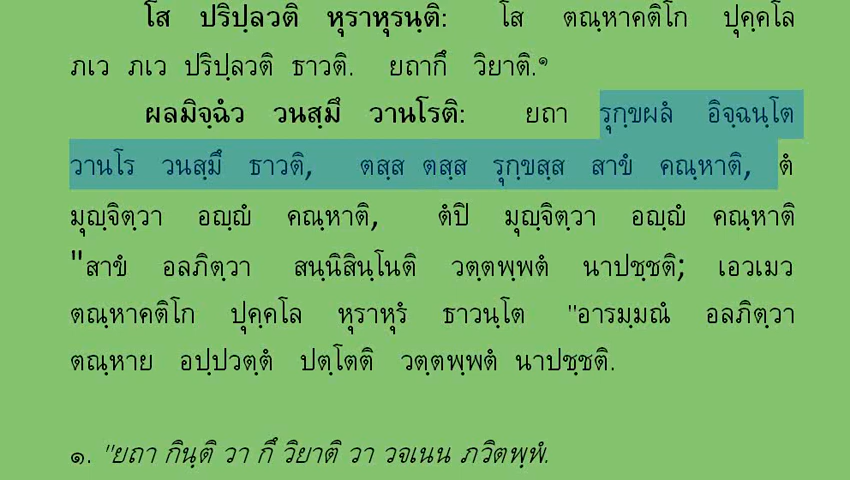 โส ปริปฺลวติ หุราหุรนฺติ: โส ตณฺหาคติโก ปุคฺคโล
ภเว ภเว ปริปฺลวติ ธาวติ. ยถากึ วิยาติ.๑
ผลมิจฺฉํว วนสฺมึ วานโรติ: ยถา รุกฺขผลํ อิจฺฉนฺโต
วานโร วนสฺมึ ธาวติ, ตสฺส ตสฺส รุกฺขสฺส สาขํ คณฺหาติ, ตํ
มุญฺจิตฺวา อญฺญํ คณฺหาติ, ตํปิ มุญฺจิตฺวา อญฺญํ คณฺหาติ
"สาขํ อลภิตฺวา สนฺนิสินฺโนติ วตฺตพฺพตํ นาปชฺชติ; เอวเมว
ตณฺหาคติโก ปุคฺคโล หุราหุรํ ธาวนฺโต "อารมฺมณํ อลภิตฺวา
ตณฺหาย อปฺปวตฺตํ ปตฺโตติ วตฺตพฺพตํ นาปชฺชติ.
๑. "ยถา กินฺติ วา กึ วิยาติ วา วจเนน ภวิตพฺพํ.